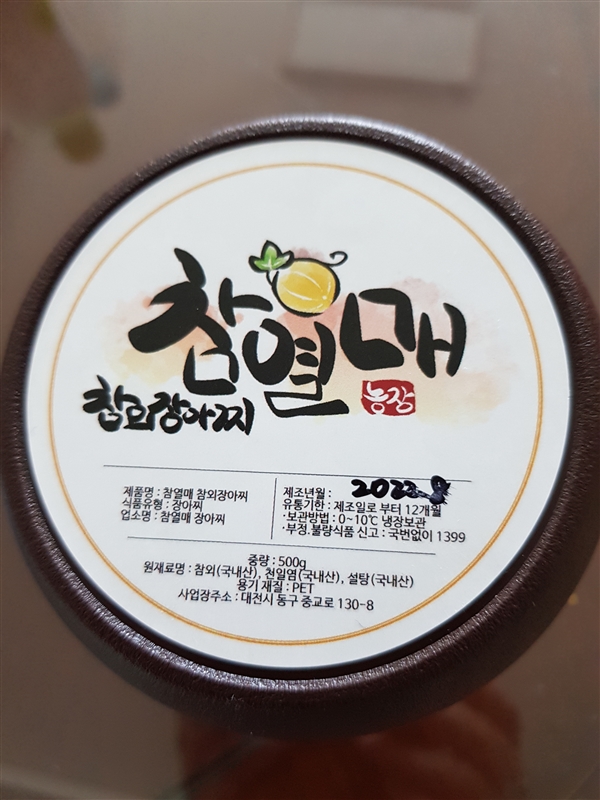 참열매
농장
참외장아찌
제품명 : 참열매 참외장아찌
식품유형 : 장아찌
업소명 : 참열매 장아찌
제조년월 : 2022.8
유통기한 : 제조일로 부터 12개월
·보관방법 : 0~10℃ 냉장보관
·부정.불량식품 신고 : 국번없이 1399
중량 : 500g
원재료명 : 참외(국내산), 천일염(국내산), 설탕(국내산)
용기 재질 : PET
사업장주소 : 대전시 동구 중교로 130-8